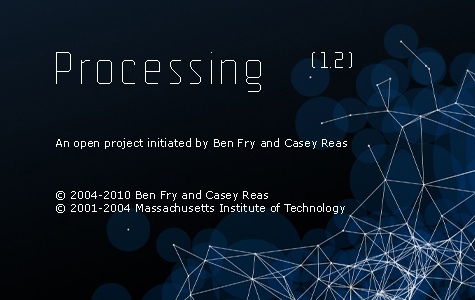 Processing (1.2)
An open project initiated by Ben Fry and Casey Reas
© 2004-2010 Ben Fry and Casey Reas
© 2001-2004 Massachusetts Institute of Technology